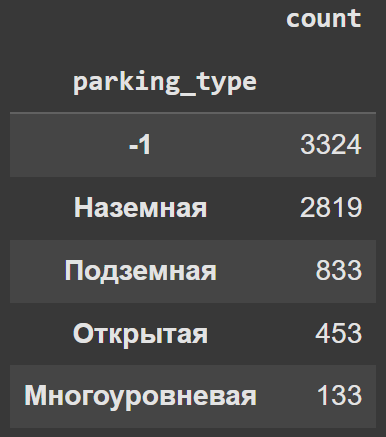 count
parking_type
-1 3324
Наземная 2819
Подземная 833
Открытая 453
Многоуровневая 133